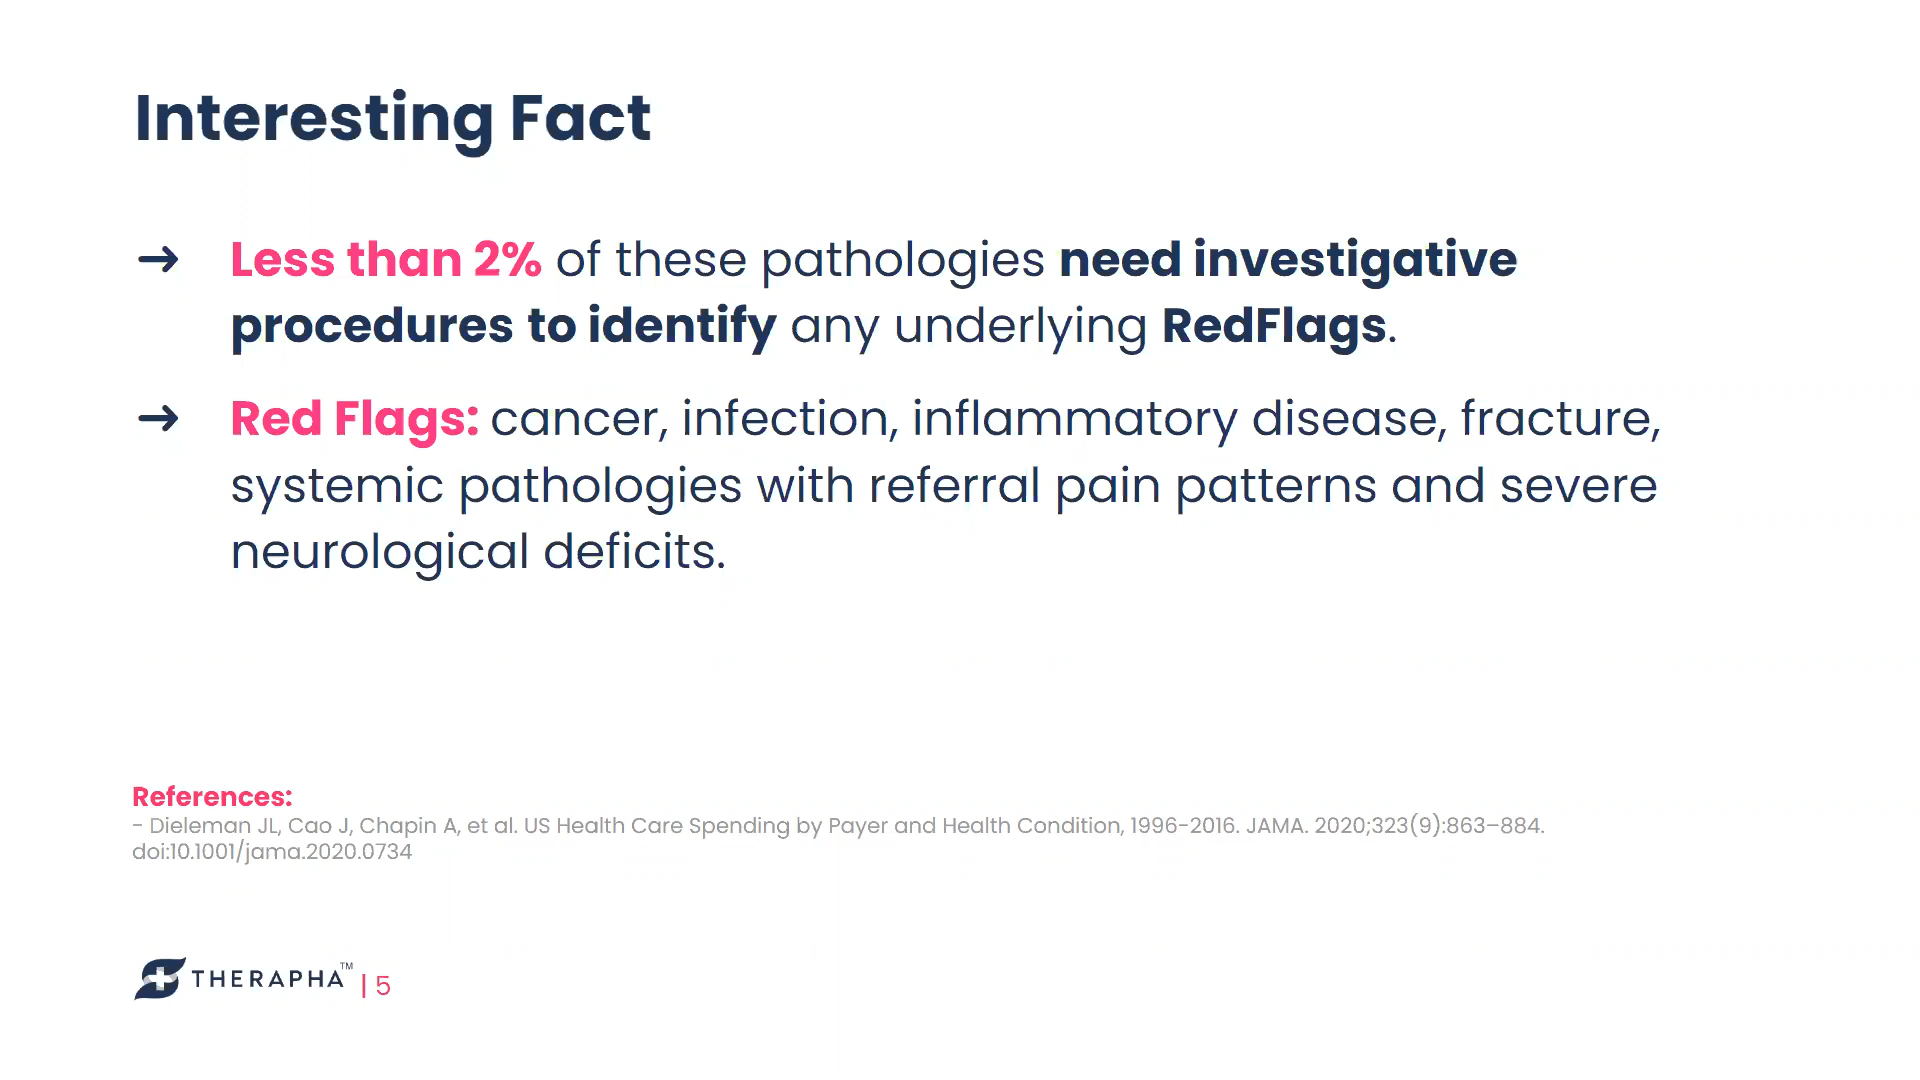 Interesting Fact
→ Less than 2% of these pathologies need investigative
procedures to identify any underlying RedFlags.
→ Red Flags: cancer, infection, inflammatory disease, fracture,
systemic pathologies with referral pain patterns and severe
neurological deficits.
References:
- Dieleman JL, Cao J, Chapin A, et al. US Health Care Spending by Payer and Health Condition, 1996-2016. JAMA. 2020;323(9):863–884.
doi:10.1001/jama.2020.0734
THERAPHA™ | 5